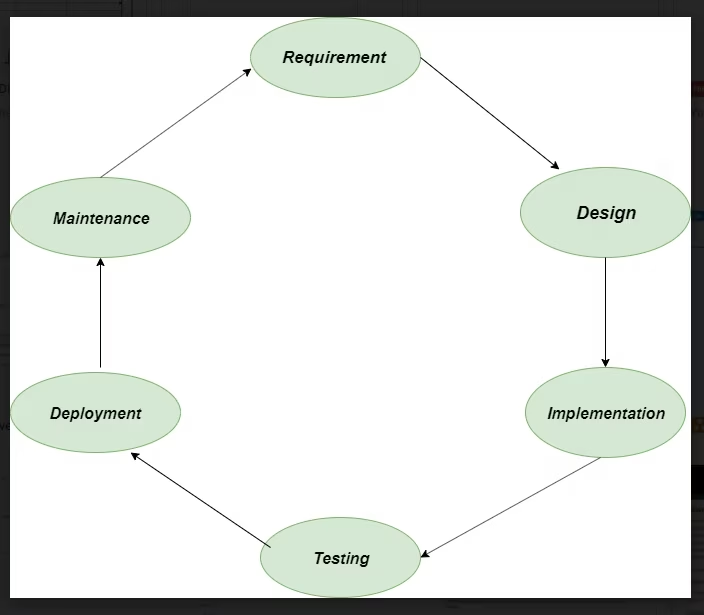 Requirement
Design
Implementation
Testing
Deployment
Maintenance